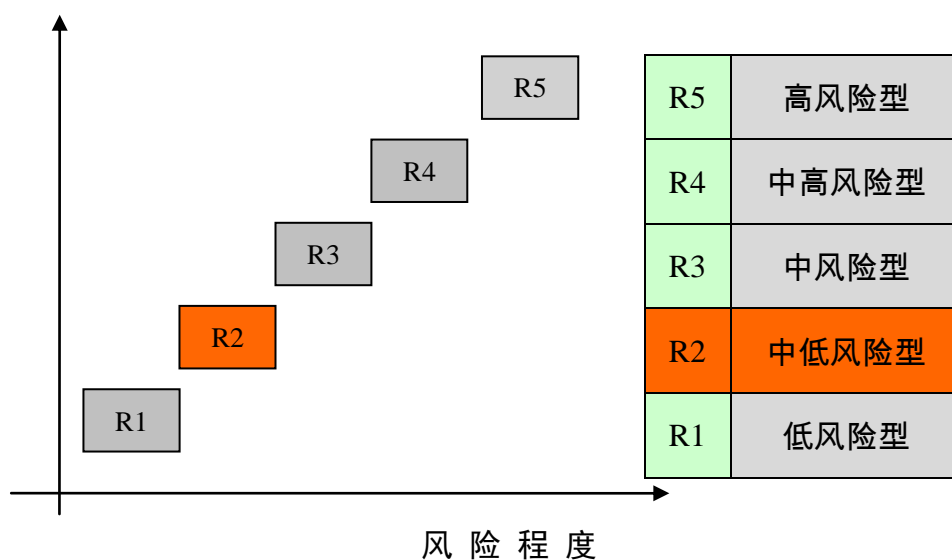 R5
R4
R3
R2
R1
风险程度
R5 高风险型
R4 中高风险型
R3 中风险型
R2 中低风险型
R1 低风险型